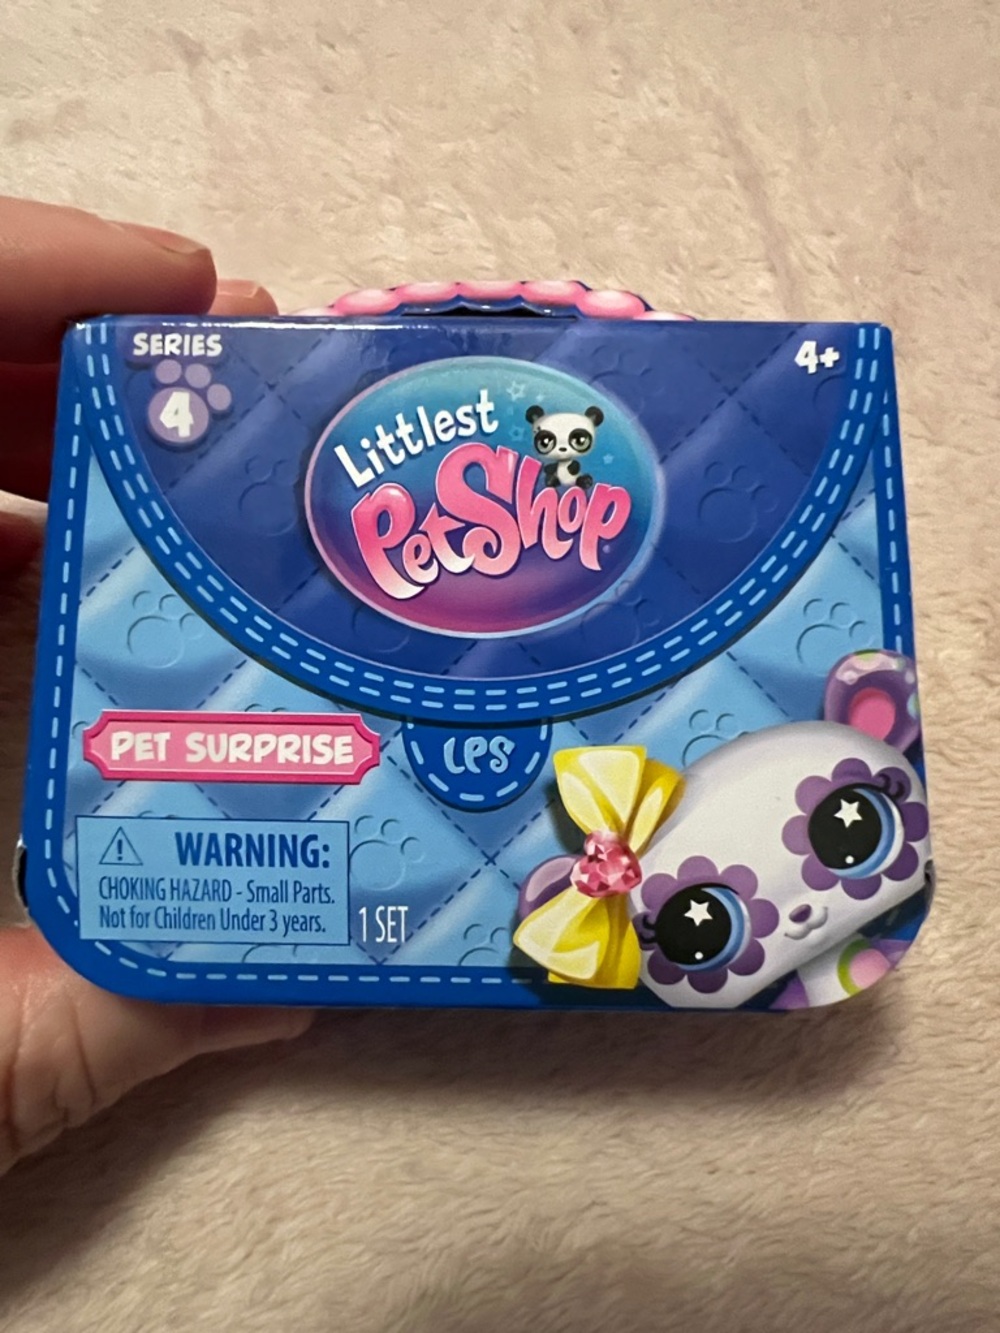 SERIES
4
4+
Littlest
PetShop
PET SURPRISE
LPS
WARNING:
CHOKING HAZARD - Small Parts.
Not for Children Under 3 years.
1 SET